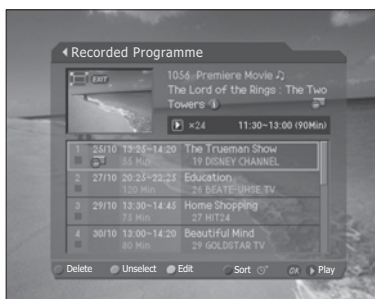 Recorded Programme
EXIT
1056 Premiere Movie
The Lord of the Rings : The Two
Towers
×24 11:30~13:00 (90Min)
1 25/10 13:25~14:20 The Trueman Show
55 Min 19 DISNEY CHANNEL
2 27/10 20:25~22:25 Education
120 Min 26 BEATE-UHSE.TV
3 29/10 13:30~14:45 Home Shopping
75 Min 27 HIT24
4 30/10 13:00~14:20 Beautiful Mind
80 Min 29 GOLDSTAR TV
Delete Unselect Edit Sort OK Play